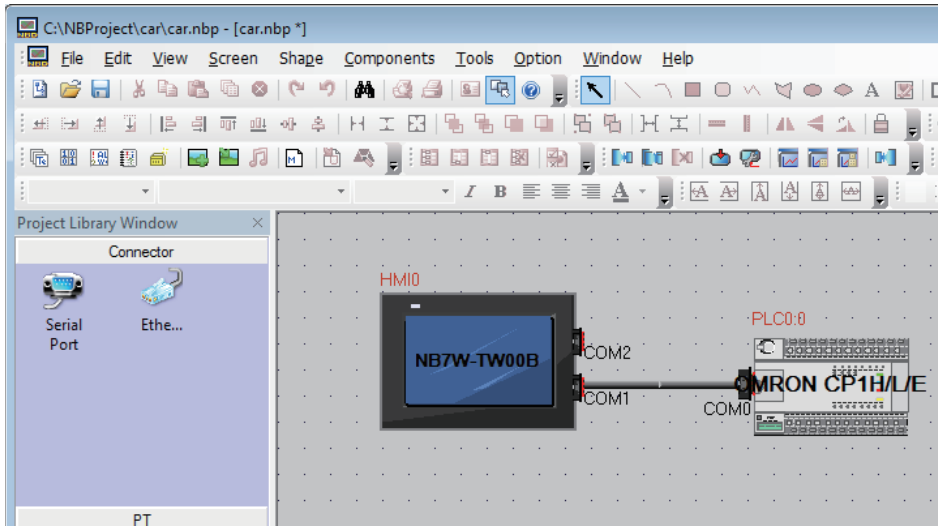 C:\NBProject\car\car.nbp - [car.nbp *]
File Edit View Screen Shape Components Tools Option Window Help
I B A
Project Library Window
Connector
Serial Port
Ethe...
PT
HMI0
NB7W-TW00B
COM2
COM1
PLC0:0
OMRON CP1H/L/E
COM0